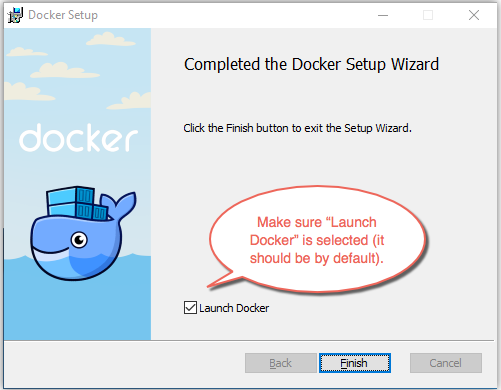 Docker Setup
Completed the Docker Setup Wizard
docker
Click the Finish button to exit the Setup Wizard.
Make sure “Launch
Docker” is selected (it
should be by default).
Launch Docker
Back
Finish
Cancel